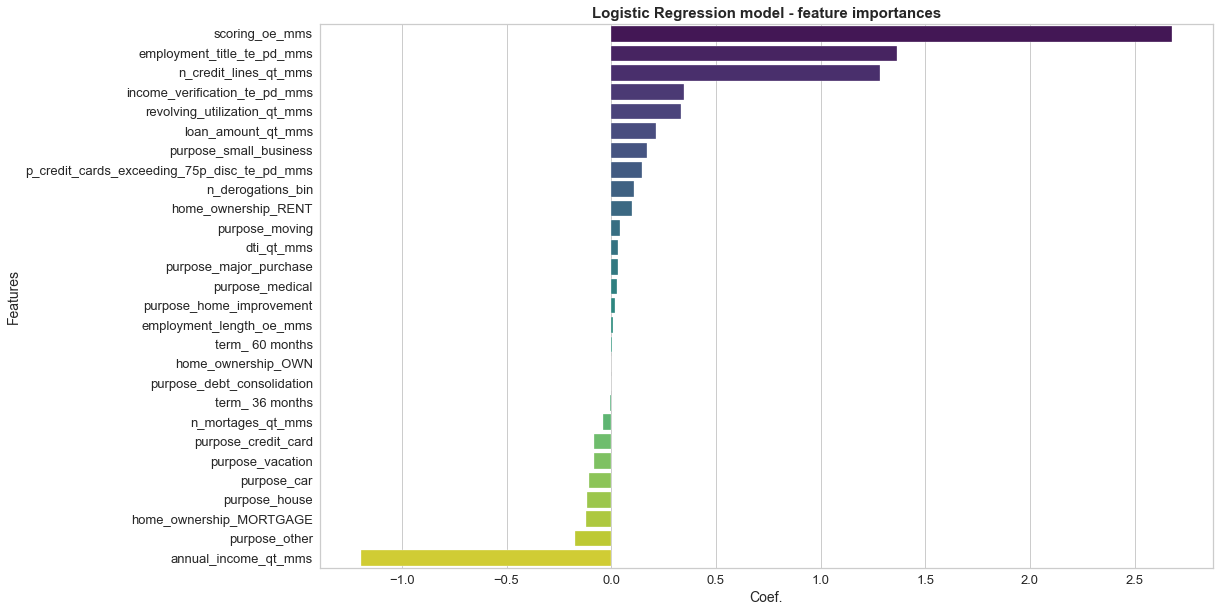 Logistic Regression model - feature importances
Features
scoring_oe_mms
employment_title_te_pd_mms
n_credit_lines_qt_mms
income_verification_te_pd_mms
revolving_utilization_qt_mms
loan_amount_qt_mms
purpose_small_business
p_credit_cards_exceeding_75p_disc_te_pd_mms
n_derogations_bin
home_ownership_RENT
purpose_moving
dti_qt_mms
purpose_major_purchase
purpose_medical
purpose_home_improvement
employment_length_oe_mms
term_ 60 months
home_ownership_OWN
purpose_debt_consolidation
term_ 36 months
n_mortages_qt_mms
purpose_credit_card
purpose_vacation
purpose_car
purpose_house
home_ownership_MORTGAGE
purpose_other
annual_income_qt_mms
−1.0 −0.5 0.0 0.5 1.0 1.5 2.0 2.5
Coef.